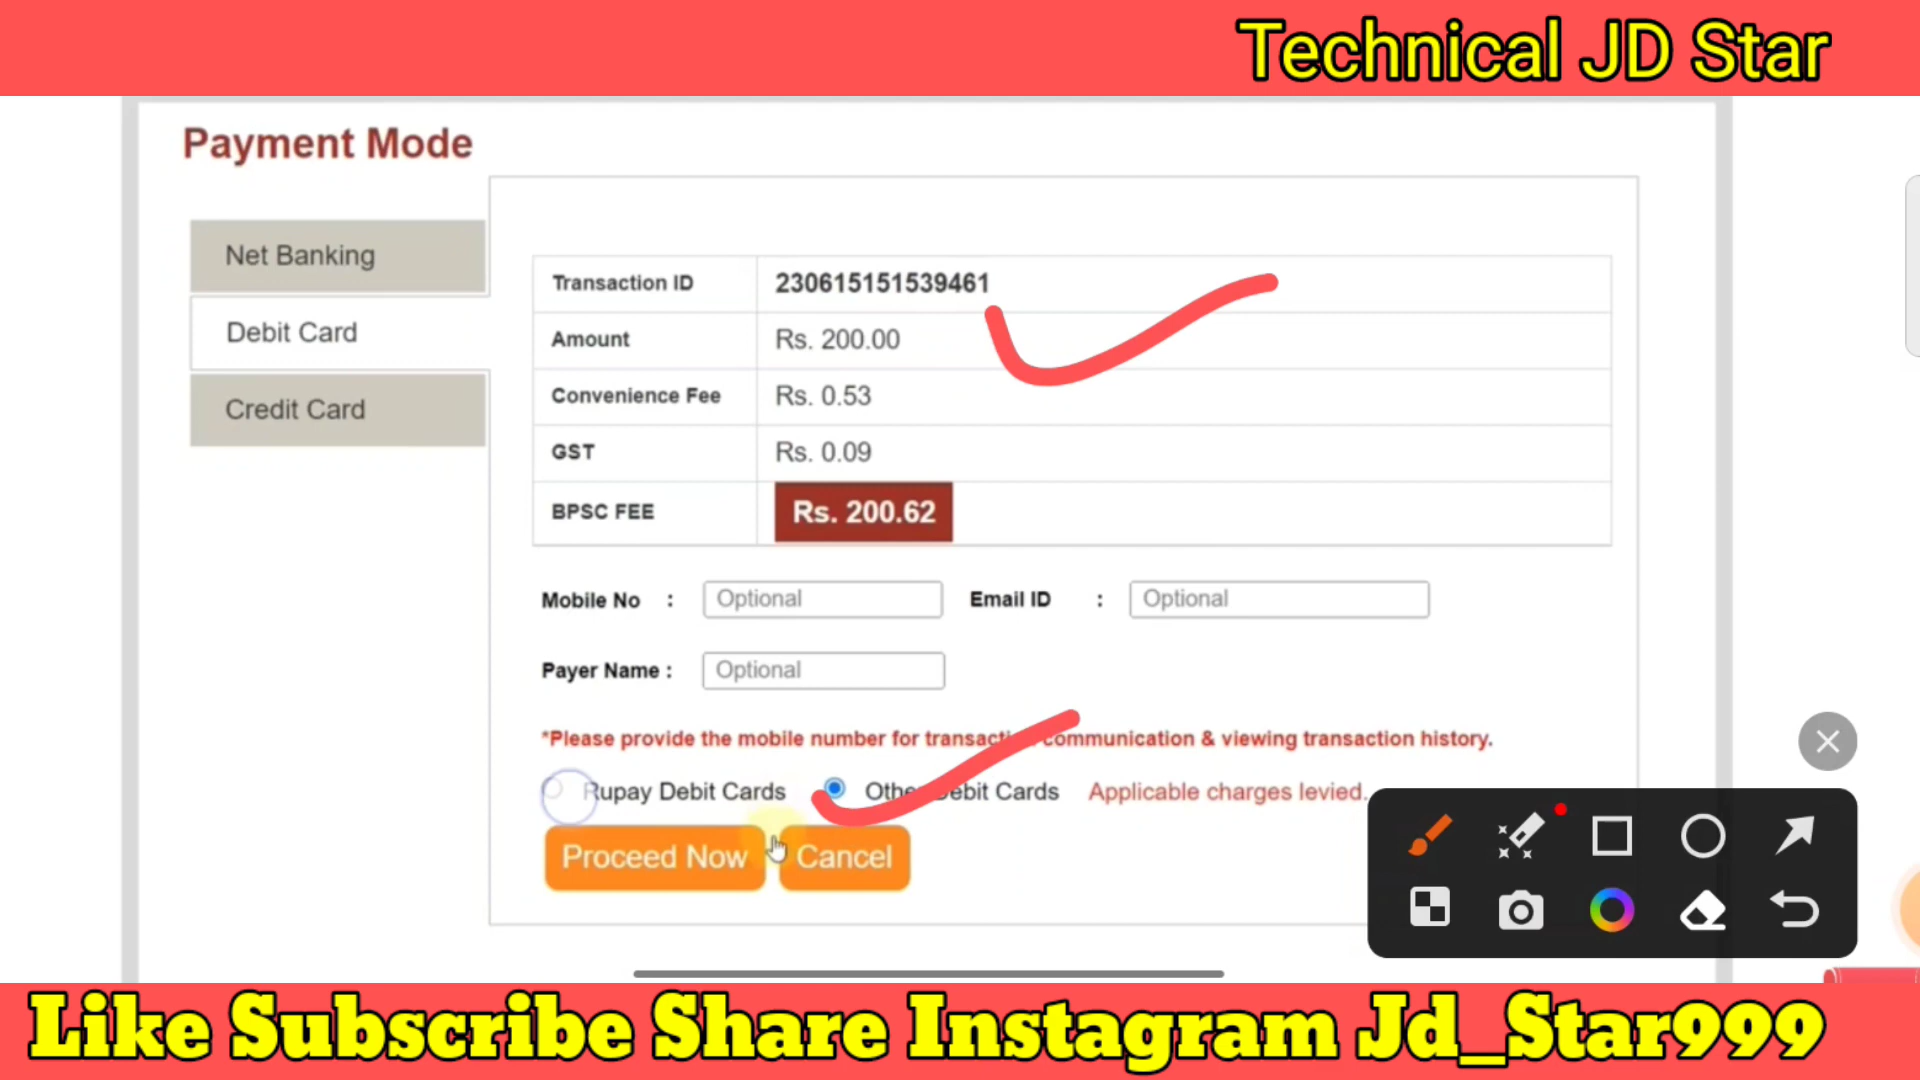 Technical JD Star
Payment Mode
Net Banking
Debit Card
Credit Card
Transaction ID 230615151539461
Amount Rs. 200.00
Convenience Fee Rs. 0.53
GST Rs. 0.09
BPSC FEE Rs. 200.62
Mobile No : Optional Email ID : Optional
Payer Name : Optional
*Please provide the mobile number for transaction communication & viewing transaction history.
Rupay Debit Cards Other Debit Cards Applicable charges levied.
Proceed Now Cancel
Like Subscribe Share Instagram Jd_Star999